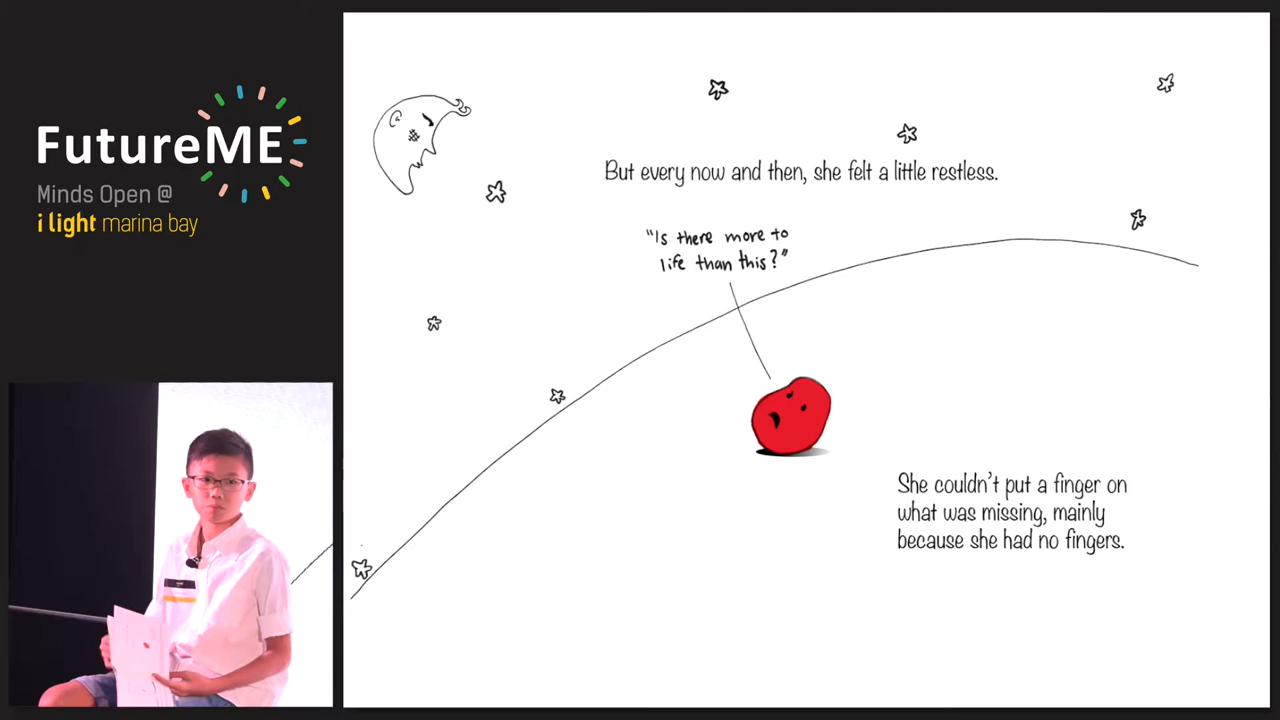 FutureME
Minds Open @
i light marina bay
But every now and then, she felt a little restless.
"Is there more to
life than this?"
She couldn't put a finger on
what was missing, mainly
because she had no fingers.